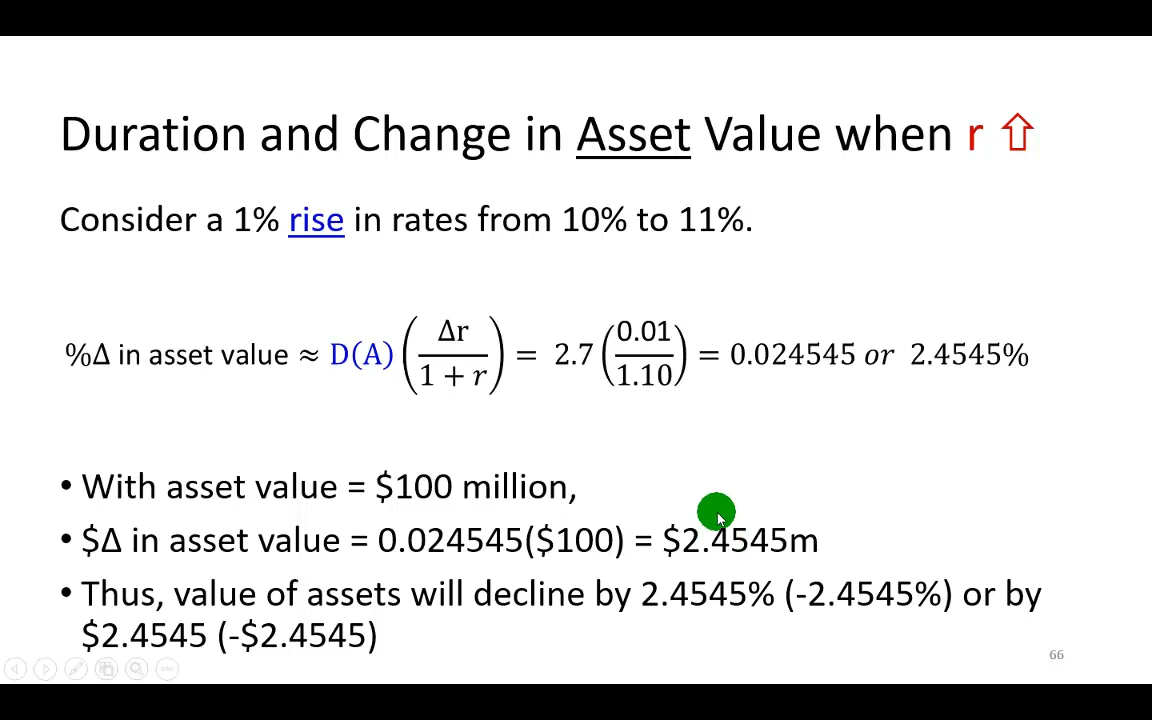 Duration and Change in Asset Value when r ⇧
Consider a 1% rise in rates from 10% to 11%.
%Δ in asset value ≈ D(A) (Δr / 1 + r) = 2.7 (0.01 / 1.10) = 0.024545 or 2.4545%
• With asset value = $100 million,
• $Δ in asset value = 0.024545($100) = $2.4545m
• Thus, value of assets will decline by 2.4545% (-2.4545%) or by
$2.4545 (-$2.4545)
66